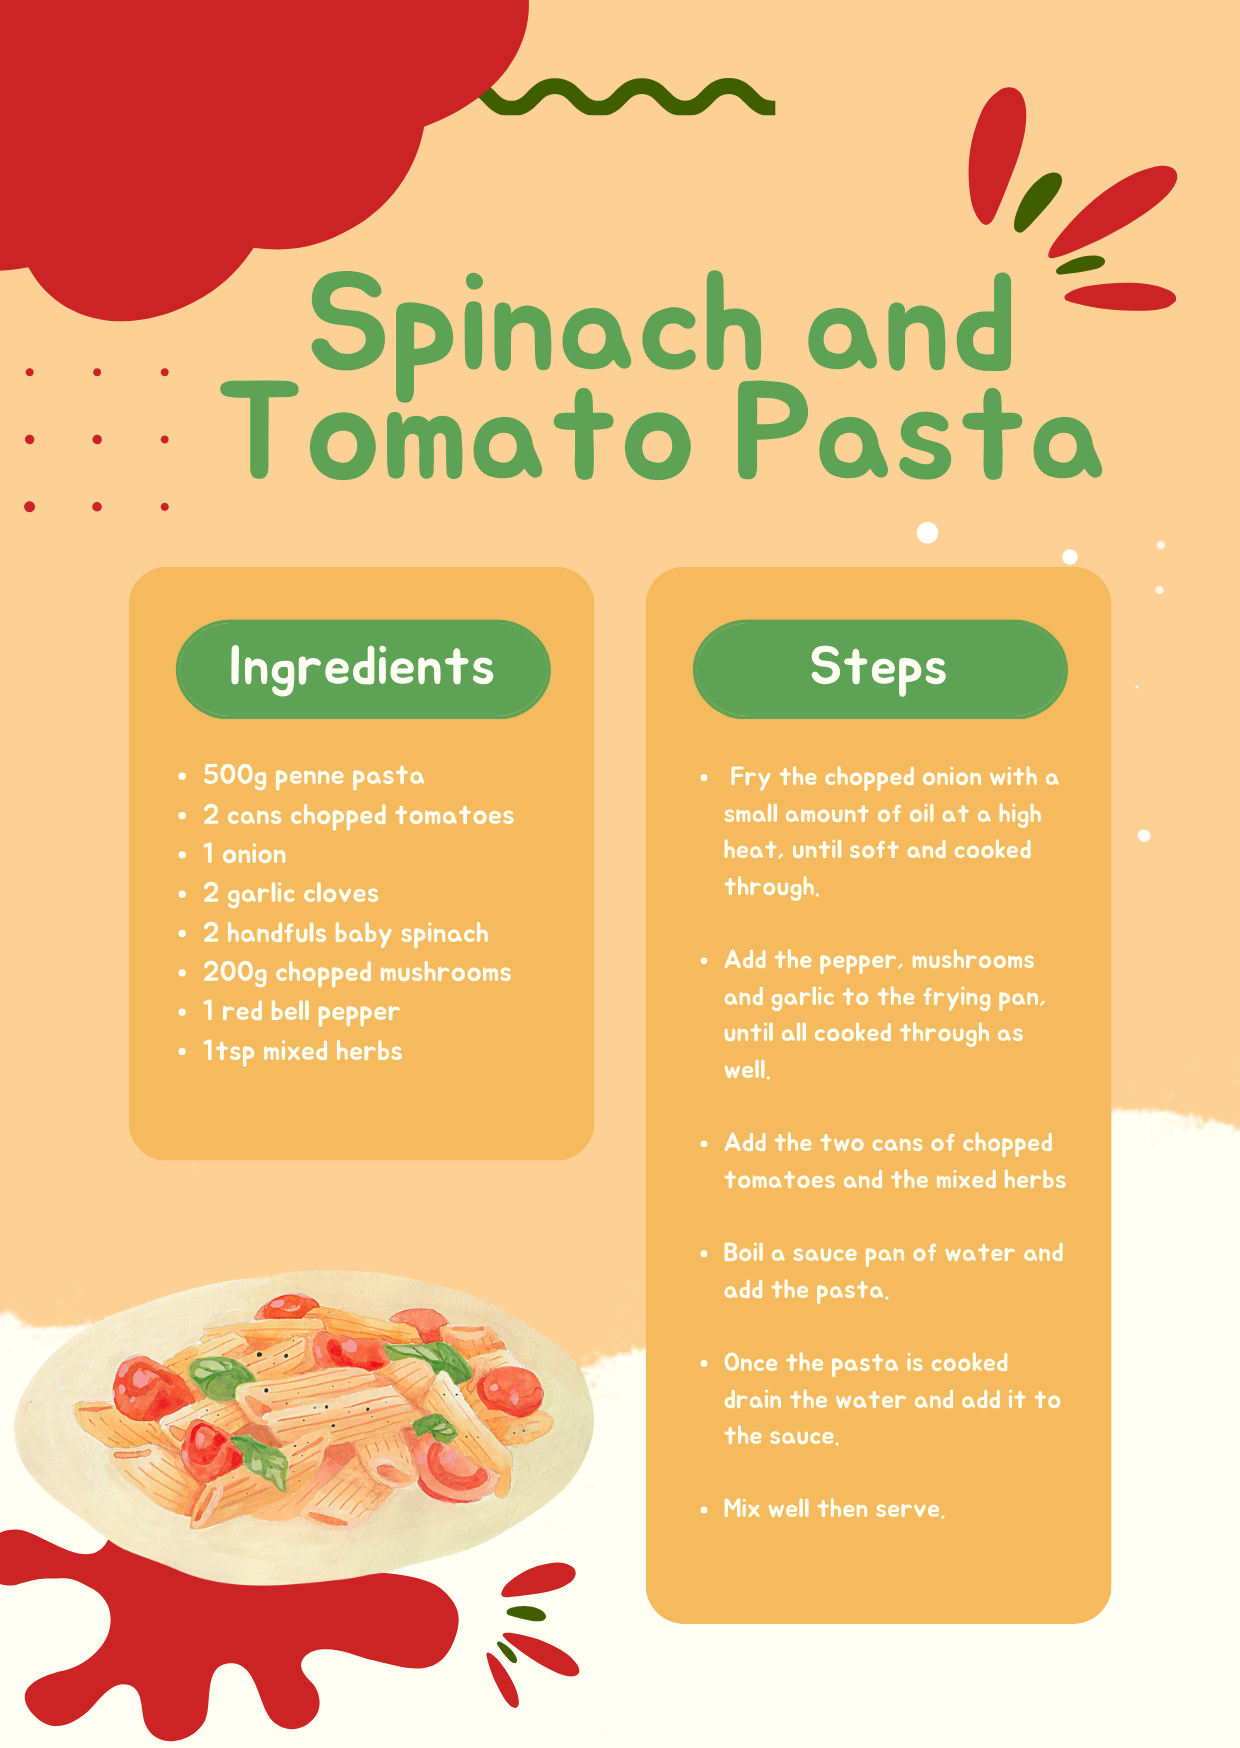 Spinach and
Tomato Pasta
Ingredients
• 500g penne pasta
• 2 cans chopped tomatoes
• 1 onion
• 2 garlic cloves
• 2 handfuls baby spinach
• 200g chopped mushrooms
• 1 red bell pepper
• 1tsp mixed herbs
Steps
• Fry the chopped onion with a
small amount of oil at a high
heat, until soft and cooked
through.
• Add the pepper, mushrooms
and garlic to the frying pan,
until all cooked through as
well.
• Add the two cans of chopped
tomatoes and the mixed herbs
• Boil a sauce pan of water and
add the pasta.
• Once the pasta is cooked
drain the water and add it to
the sauce.
• Mix well then serve.